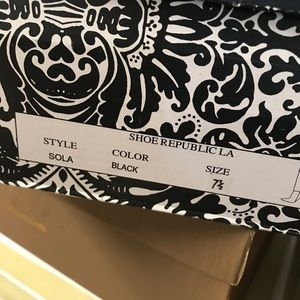 SHOE REPUBLIC LA
STYLE COLOR SIZE
SOLA BLACK 7½